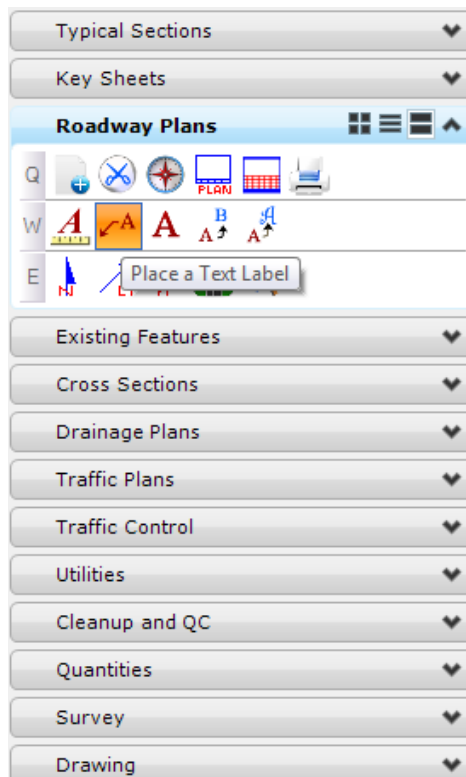 Typical Sections
Key Sheets
Roadway Plans
Q
PLAN
W A A A A B A A
E N Place a Text Label
Existing Features
Cross Sections
Drainage Plans
Traffic Plans
Traffic Control
Utilities
Cleanup and QC
Quantities
Survey
Drawing